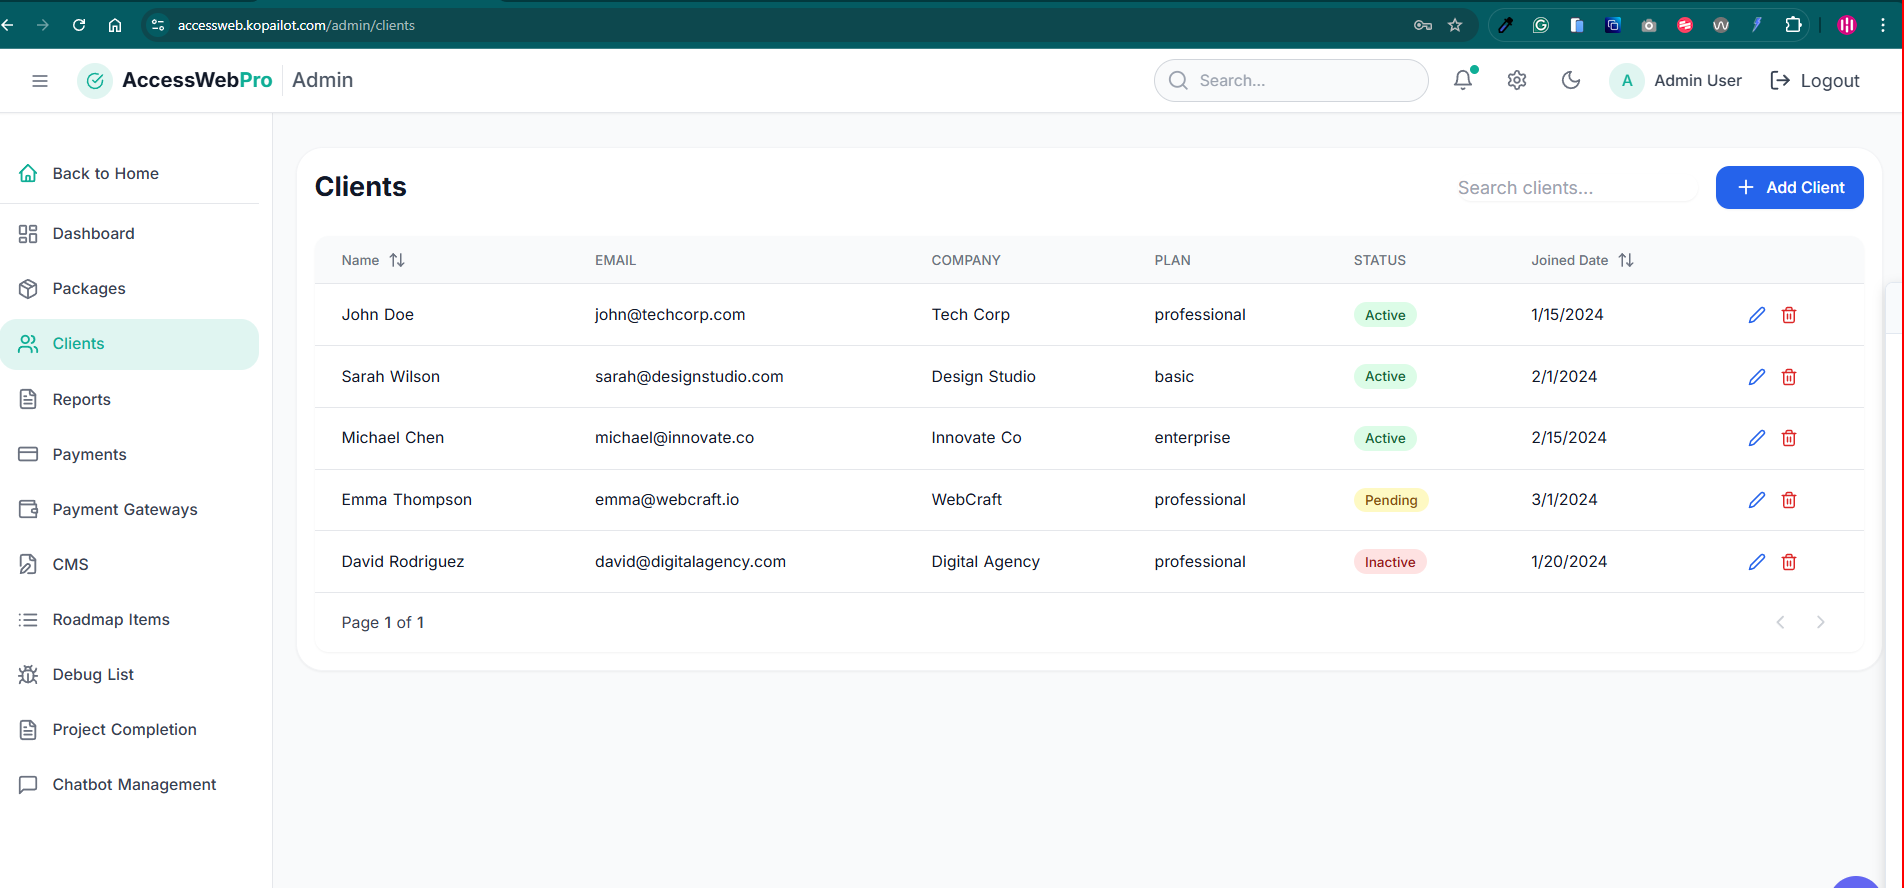 accessweb.kopailot.com/admin/clients
AccessWebPro Admin
Search...
A Admin User
Logout
Back to Home
Dashboard
Packages
Clients
Reports
Payments
Payment Gateways
CMS
Roadmap Items
Debug List
Project Completion
Chatbot Management
Clients
Search clients...
Add Client
Name EMAIL COMPANY PLAN STATUS Joined Date
John Doe john@techcorp.com Tech Corp professional Active 1/15/2024
Sarah Wilson sarah@designstudio.com Design Studio basic Active 2/1/2024
Michael Chen michael@innovate.co Innovate Co enterprise Active 2/15/2024
Emma Thompson emma@webcraft.io WebCraft professional Pending 3/1/2024
David Rodriguez david@digitalagency.com Digital Agency professional Inactive 1/20/2024
Page 1 of 1